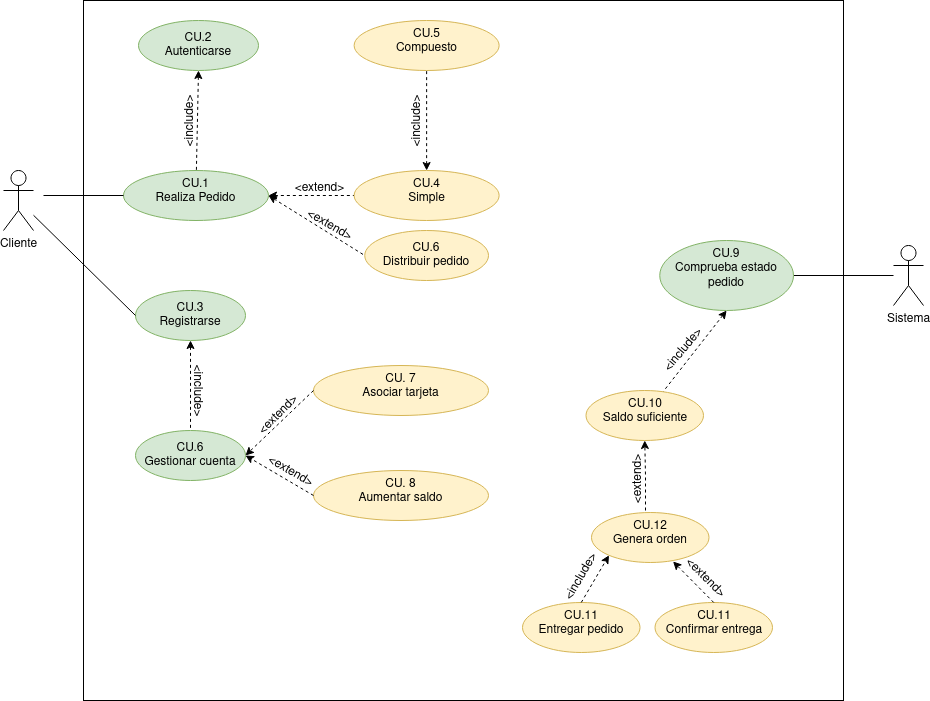 CU.2
Autenticarse
CU.5
Compuesto
<include>
<include>
CU.1
Realiza Pedido
<extend>
CU.4
Simple
<extend>
CU.6
Distribuir pedido
Cliente
CU.9
Comprueba estado
pedido
Sistema
CU.3
Registrarse
<include>
<include>
CU. 7
Asociar tarjeta
<extend>
CU.10
Saldo suficiente
CU.6
Gestionar cuenta
<extend>
CU. 8
Aumentar saldo
<extend>
CU.12
Genera orden
<include>
<extend>
CU.11
Entregar pedido
CU.11
Confirmar entrega